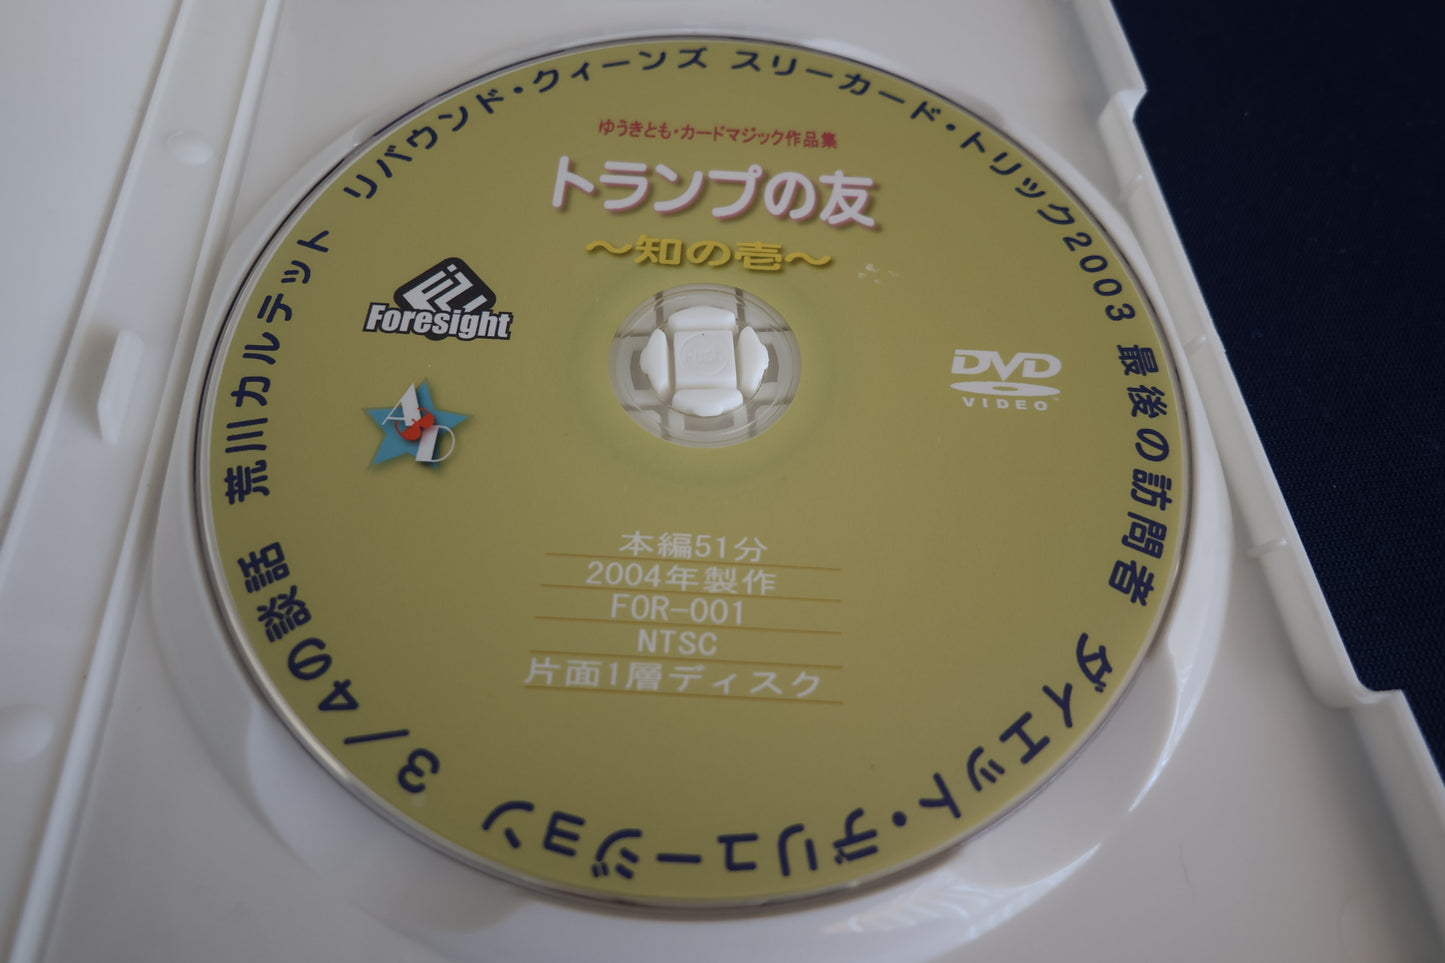 荒川カルテット リバウンド・クィーンズ スリーカード・トリック2003 最後の訪問者 ダイエット・デリュージョン 3/4の談話
ゆうきとも・カードマジック作品集
トランプの友
～知の壱～
Foresight
AGD
DVD
VIDEO
本編51分
2004年製作
FOR-001
NTSC
片面1層ディスク